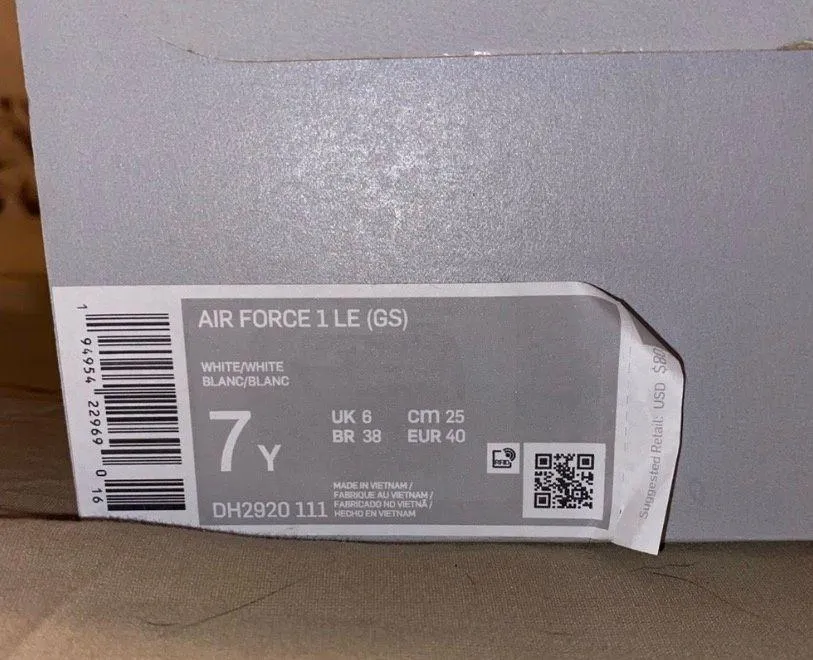 AIR FORCE 1 LE (GS)
WHITE/WHITE
BLANC/BLANC
7 Y
UK 6 cm 25
BR 38 EUR 40
RFID
DH2920 111
MADE IN VIETNAM /
FABRIQUE AU VIETNAM /
FABRICADO NO VIETNÃ /
HECHO EN VIETNAM
1 94954 22969 0 16
Suggested Retail: USD $80